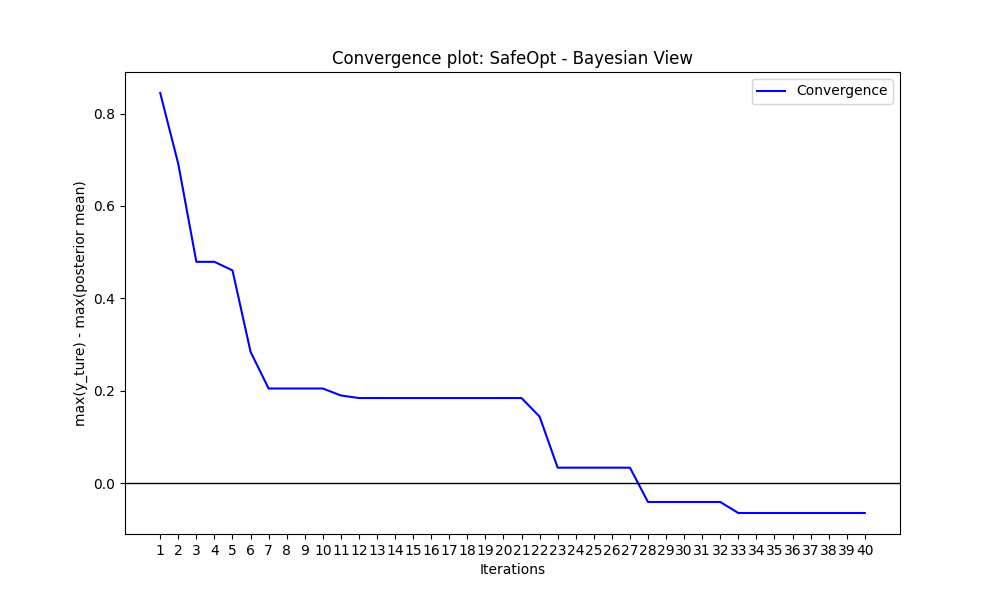 Convergence plot: SafeOpt - Bayesian View
Convergence
max(y_ture) - max(posterior mean)
0.8
0.6
0.4
0.2
0.0
1 2 3 4 5 6 7 8 9 10 11 12 13 14 15 16 17 18 19 20 21 22 23 24 25 26 27 28 29 30 31 32 33 34 35 36 37 38 39 40
Iterations